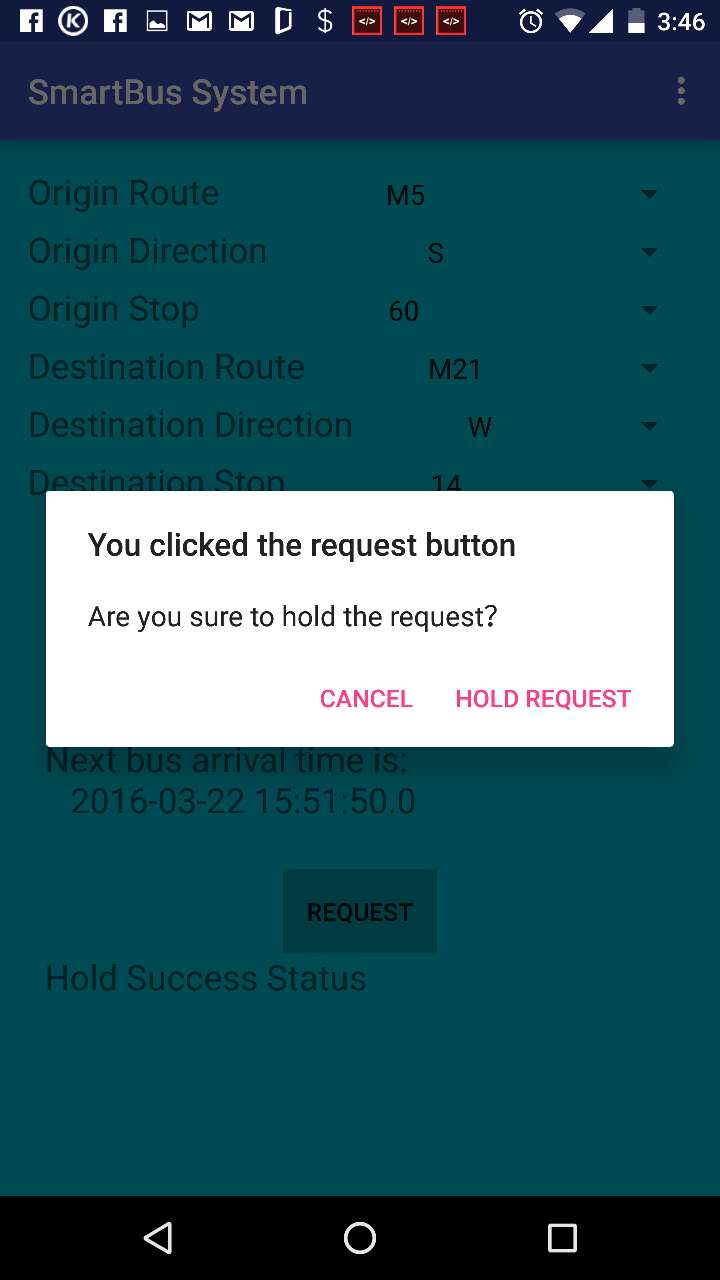 3:46
SmartBus System
Origin Route M5
Origin Direction S
Origin Stop 60
Destination Route M21
Destination Direction W
Destination Stop 14
You clicked the request button
Are you sure to hold the request?
CANCEL HOLD REQUEST
Next bus arrival time is:
2016-03-22 15:51:50.0
REQUEST
Hold Success Status